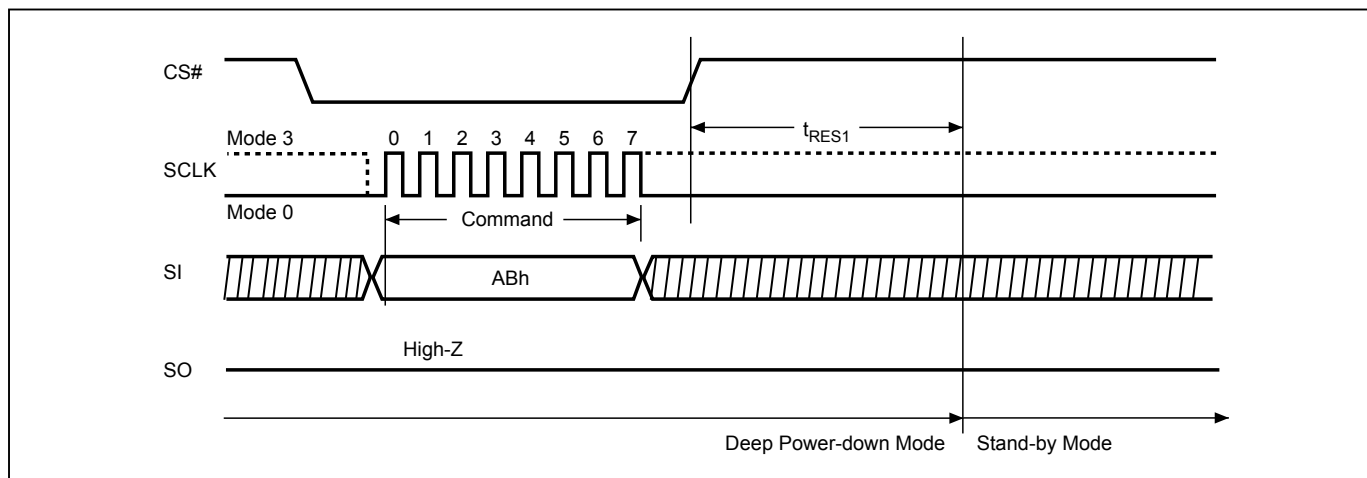 CS#
t_RES1
Mode 3
0 1 2 3 4 5 6 7
SCLK
Mode 0
Command
SI
ABh
High-Z
SO
Deep Power-down Mode
Stand-by Mode